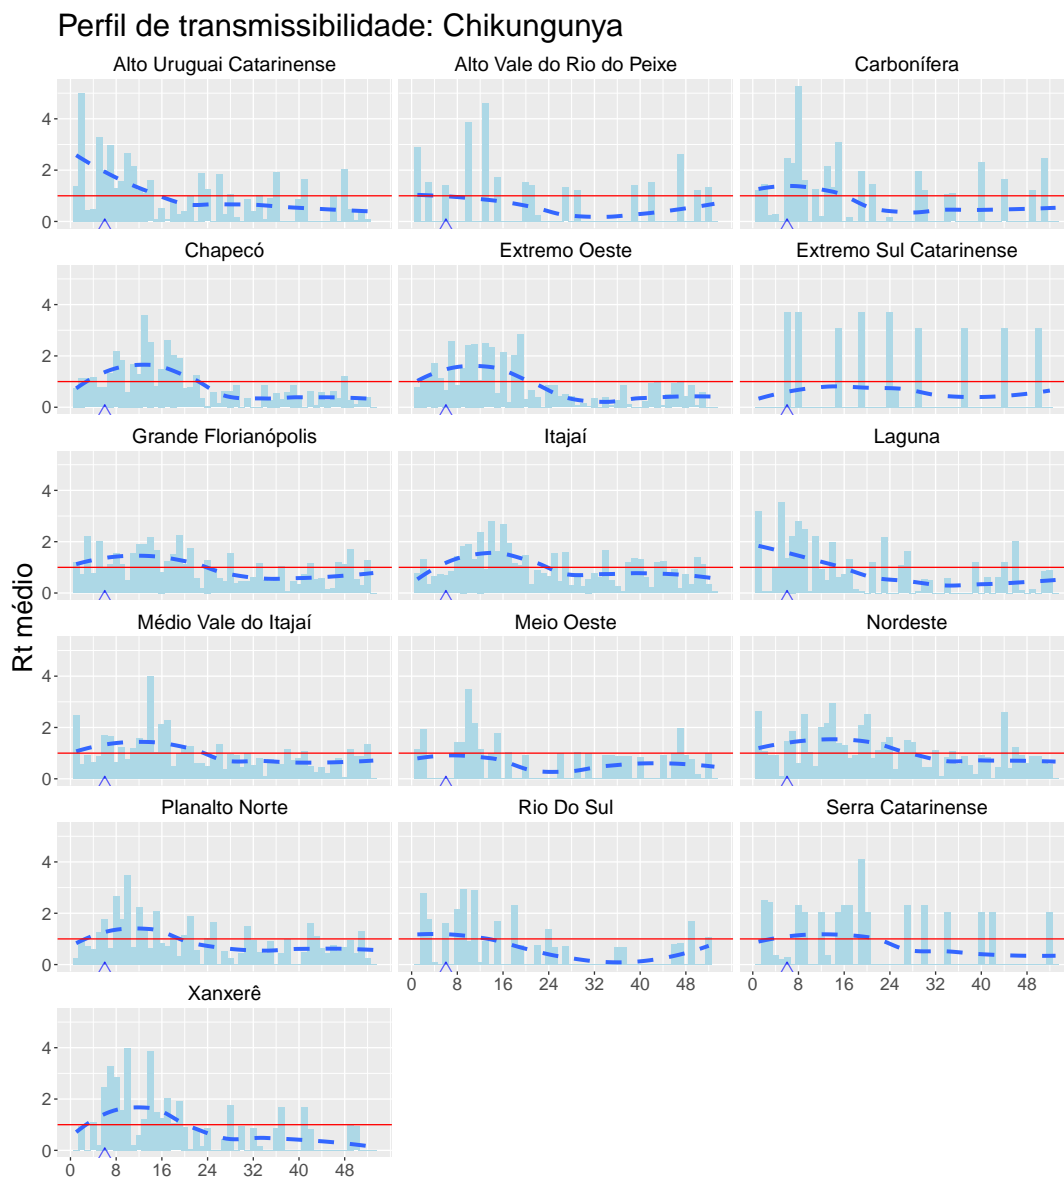 Perfil de transmissibilidade: Chikungunya
Alto Uruguai Catarinense
Alto Vale do Rio do Peixe
Carbonífera
4
2
0
Chapecó
Extremo Oeste
Extremo Sul Catarinense
4
2
0
Grande Florianópolis
Itajaí
Laguna
4
2
0
Médio Vale do Itajaí
Meio Oeste
Nordeste
4
2
0
Rt médio
Planalto Norte
Rio Do Sul
Serra Catarinense
4
2
0
0 8 16 24 32 40 48
0 8 16 24 32 40 48
Xanxerê
4
2
0
0 8 16 24 32 40 48